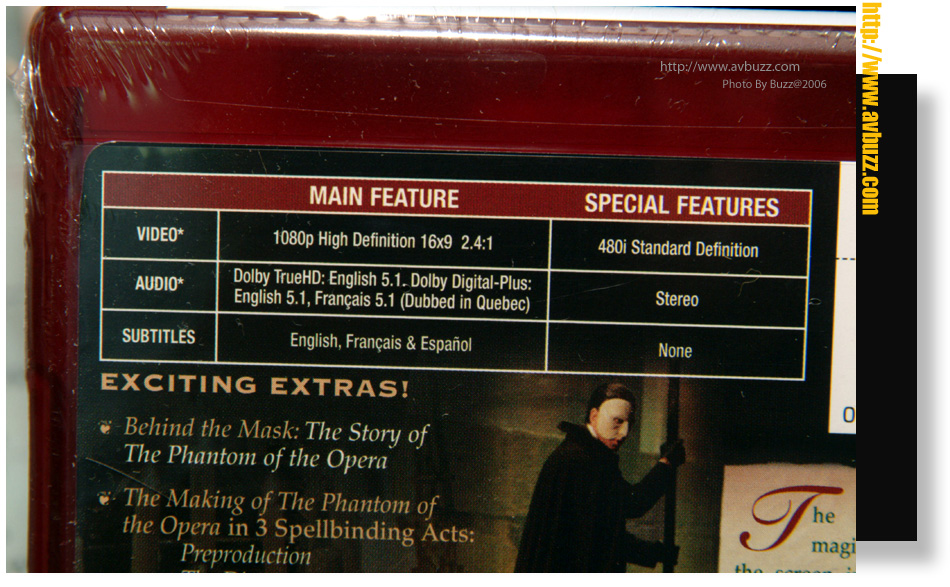 http://www.avbuzz.com
http://www.avbuzz.com
Photo By Buzz@2006
MAIN FEATURE SPECIAL FEATURES
VIDEO* 1080p High Definition 16x9 2.4:1 480i Standard Definition
AUDIO* Dolby TrueHD: English 5.1. Dolby Digital-Plus: English 5.1, Français 5.1 (Dubbed in Quebec) Stereo
SUBTITLES English, Français & Español None
EXCITING EXTRAS!
Behind the Mask: The Story of
The Phantom of the Opera
The Making of The Phantom of
the Opera in 3 Spellbinding Acts:
Preproduction
The
magi
the screen